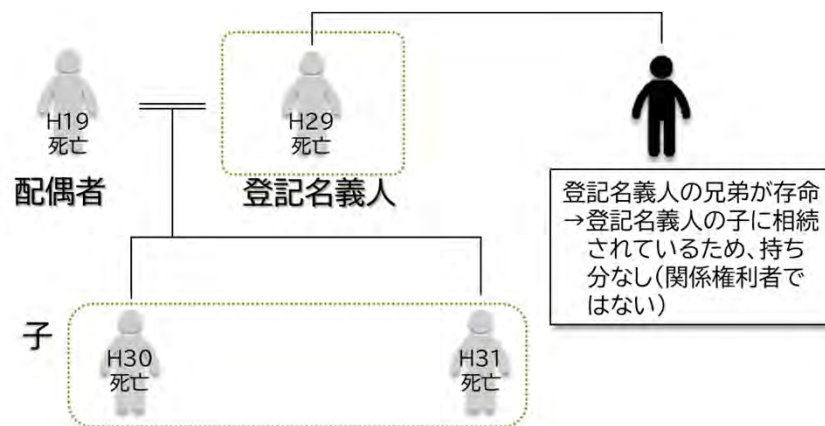 H19
死亡
配偶者
H29
死亡
登記名義人
登記名義人の兄弟が存命
→登記名義人の子に相続
されているため、持ち
分なし(関係権利者で
はない)
子
H30
死亡
H31
死亡